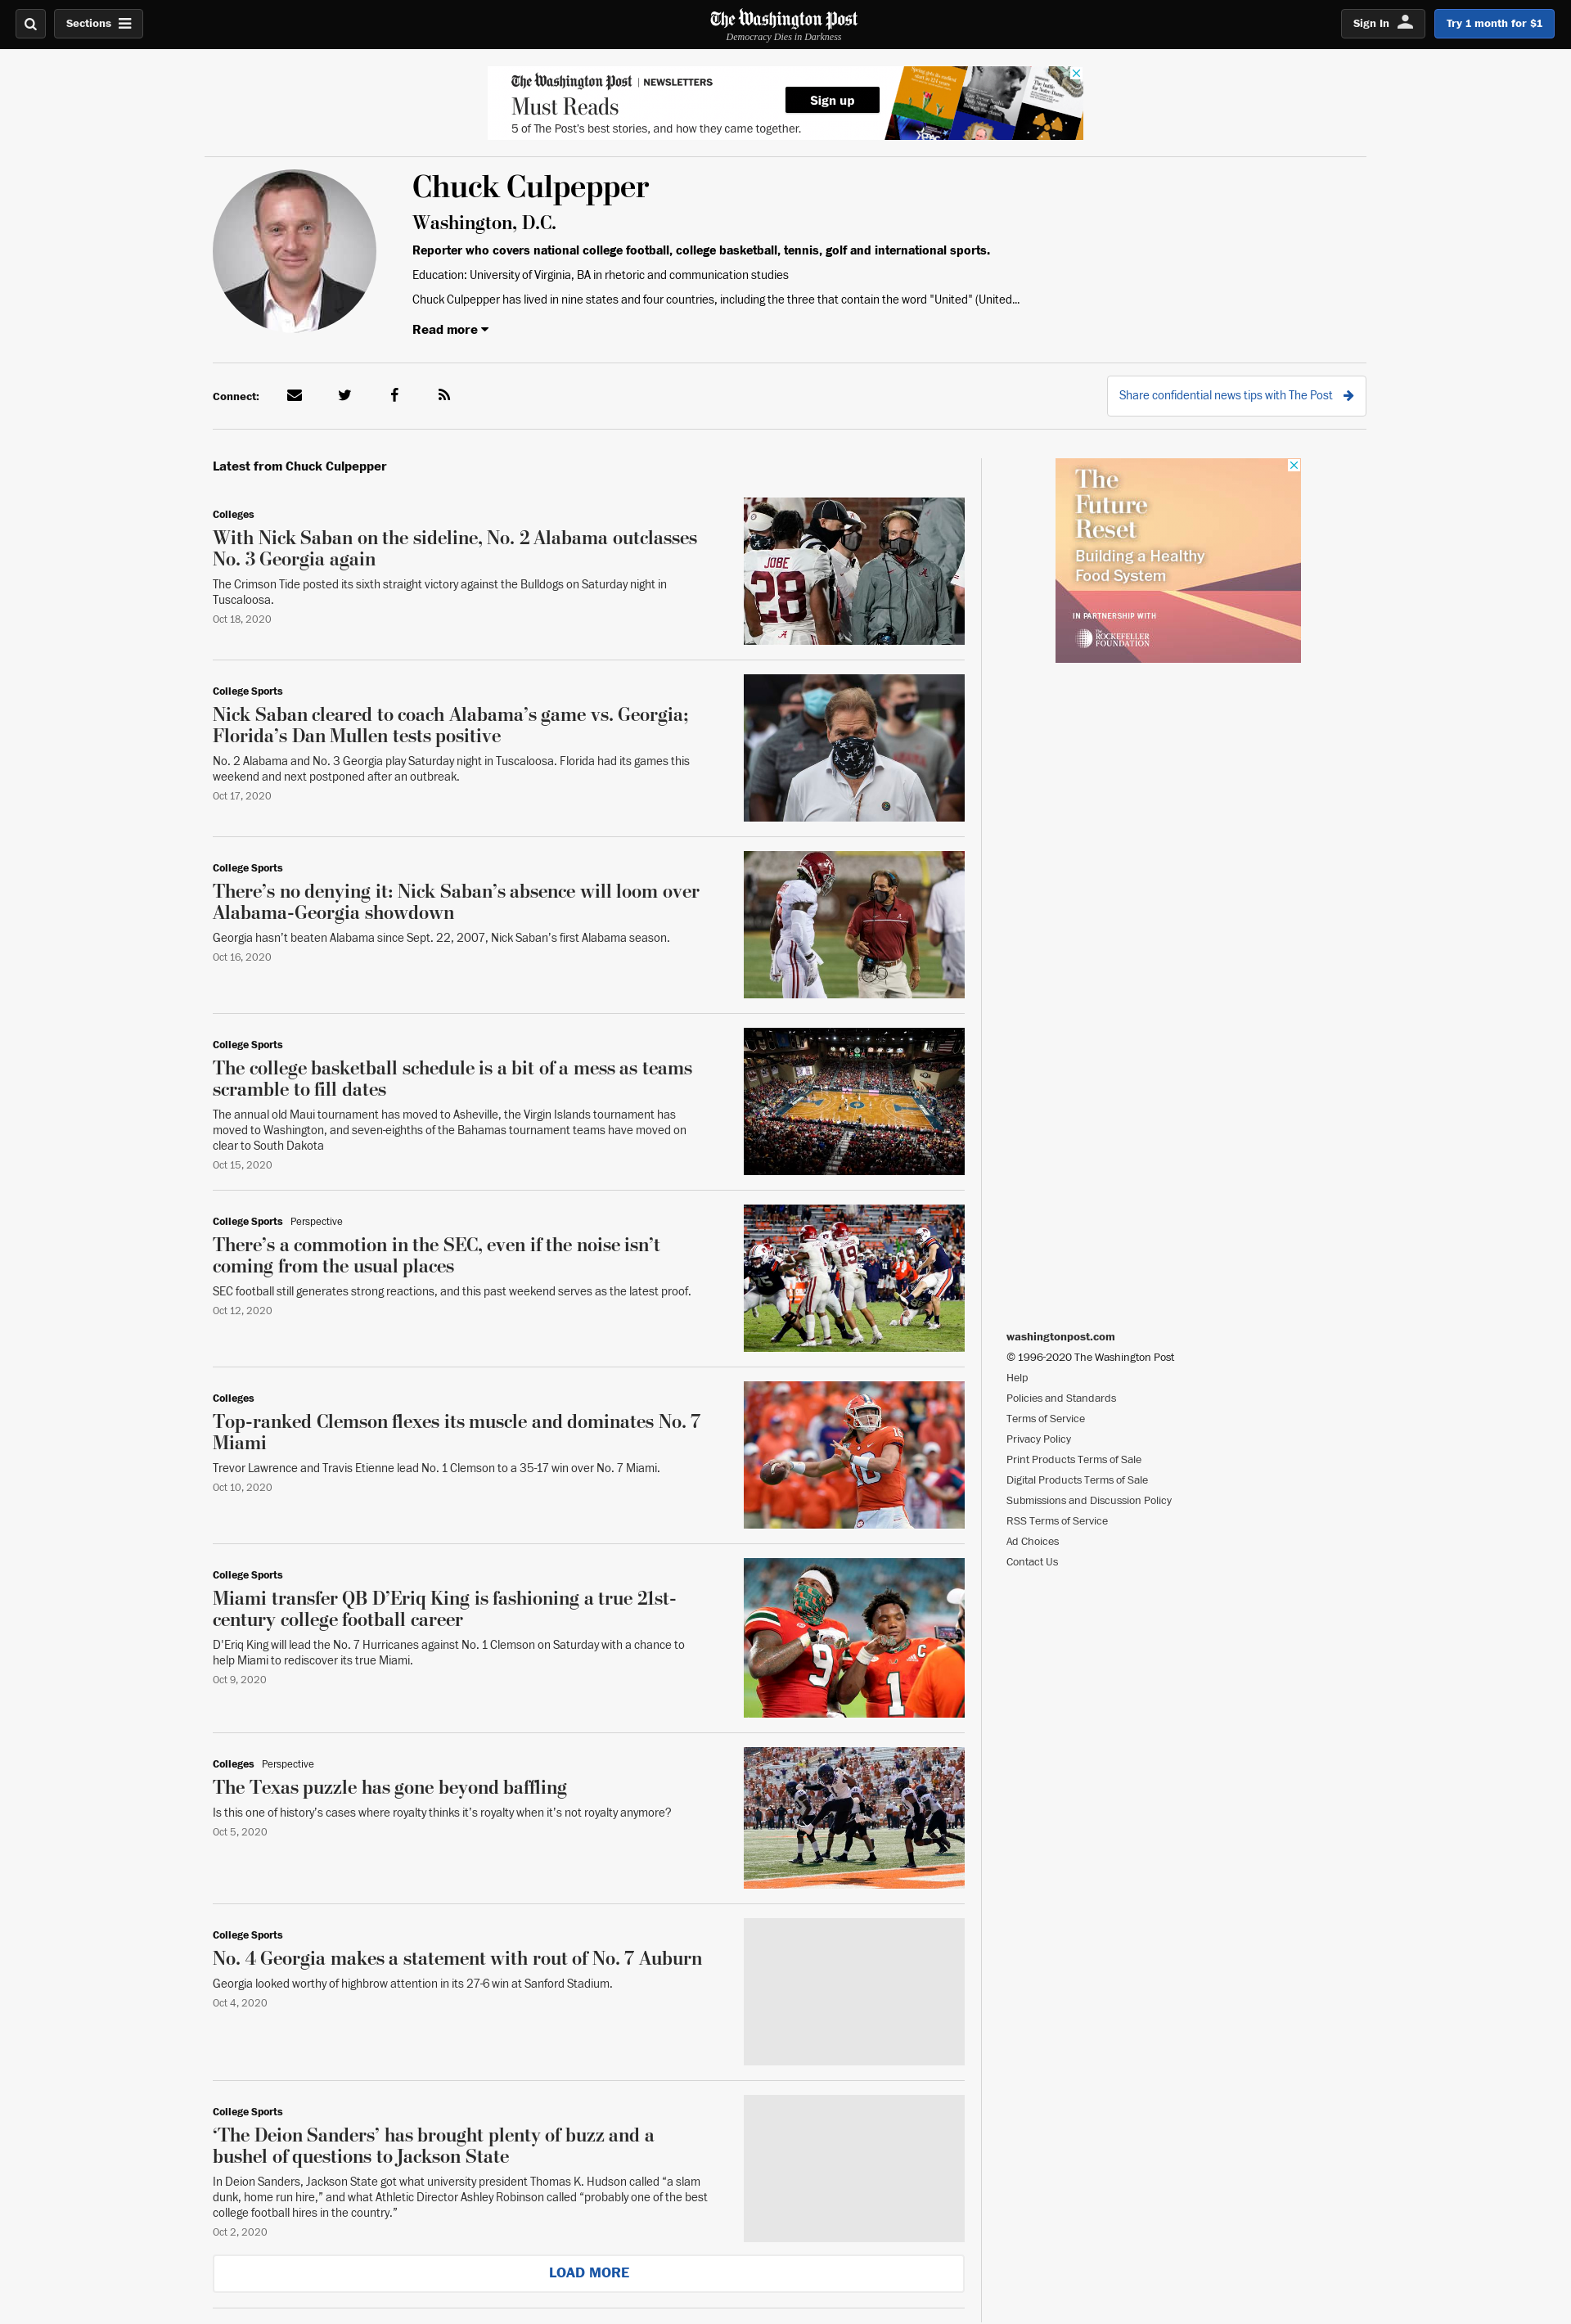 Sections
The Washington Post
Democracy Dies in Darkness
Sign In
Try 1 month for $1
The Washington Post | NEWSLETTERS
Must Reads
5 of The Post's best stories, and how they came together.
Sign up
Chuck Culpepper
Washington, D.C.
Reporter who covers national college football, college basketball, tennis, golf and international sports.
Education: University of Virginia, BA in rhetoric and communication studies
Chuck Culpepper has lived in nine states and four countries, including the three that contain the word "United" (United...
Read more
Connect:
Share confidential news tips with The Post
Latest from Chuck Culpepper
Colleges
With Nick Saban on the sideline, No. 2 Alabama outclasses
No. 3 Georgia again
The Crimson Tide posted its sixth straight victory against the Bulldogs on Saturday night in
Tuscaloosa.
Oct 18, 2020
JOBE
28
The
Future
Reset
Building a Healthy
Food System
IN PARTNERSHIP WITH
The
ROCKEFELLER
FOUNDATION
College Sports
Nick Saban cleared to coach Alabama’s game vs. Georgia;
Florida’s Dan Mullen tests positive
No. 2 Alabama and No. 3 Georgia play Saturday night in Tuscaloosa. Florida had its games this
weekend and next postponed after an outbreak.
Oct 17, 2020
College Sports
There’s no denying it: Nick Saban’s absence will loom over
Alabama-Georgia showdown
Georgia hasn’t beaten Alabama since Sept. 22, 2007, Nick Saban’s first Alabama season.
Oct 16, 2020
College Sports
The college basketball schedule is a bit of a mess as teams
scramble to fill dates
The annual old Maui tournament has moved to Asheville, the Virgin Islands tournament has
moved to Washington, and seven-eighths of the Bahamas tournament teams have moved on
clear to South Dakota
Oct 15, 2020
College Sports Perspective
There’s a commotion in the SEC, even if the noise isn’t
coming from the usual places
SEC football still generates strong reactions, and this past weekend serves as the latest proof.
Oct 12, 2020
19
Colleges
Top-ranked Clemson flexes its muscle and dominates No. 7
Miami
Trevor Lawrence and Travis Etienne lead No. 1 Clemson to a 35-17 win over No. 7 Miami.
Oct 10, 2020
16
College Sports
Miami transfer QB D’Eriq King is fashioning a true 21st-
century college football career
D'Eriq King will lead the No. 7 Hurricanes against No. 1 Clemson on Saturday with a chance to
help Miami to rediscover its true Miami.
Oct 9, 2020
9
C
1
Colleges Perspective
The Texas puzzle has gone beyond baffling
Is this one of history’s cases where royalty thinks it’s royalty when it’s not royalty anymore?
Oct 5, 2020
College Sports
No. 4 Georgia makes a statement with rout of No. 7 Auburn
Georgia looked worthy of highbrow attention in its 27-6 win at Sanford Stadium.
Oct 4, 2020
College Sports
‘The Deion Sanders’ has brought plenty of buzz and a
bushel of questions to Jackson State
In Deion Sanders, Jackson State got what university president Thomas K. Hudson called “a slam
dunk, home run hire,” and what Athletic Director Ashley Robinson called “probably one of the best
college football hires in the country.”
Oct 2, 2020
LOAD MORE
washingtonpost.com
© 1996-2020 The Washington Post
Help
Policies and Standards
Terms of Service
Privacy Policy
Print Products Terms of Sale
Digital Products Terms of Sale
Submissions and Discussion Policy
RSS Terms of Service
Ad Choices
Contact Us